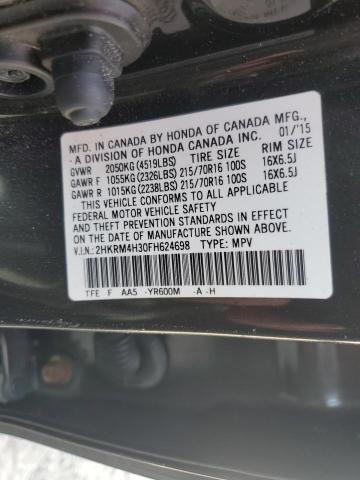 MFD. IN CANADA BY HONDA OF CANADA MFG.,
- A DIVISION OF HONDA CANADA INC. 01/'15
GVWR 2050KG (4519LBS) TIRE SIZE RIM SIZE
GAWR F 1055KG (2326LBS) 215/70R16 100S 16X6.5J
GAWR R 1015KG (2238LBS) 215/70R16 100S 16X6.5J
THIS VEHICLE CONFORMS TO ALL APPLICABLE
FEDERAL MOTOR VEHICLE SAFETY, BUMPER, AND
THEFT PREVENTION STANDARDS IN EFFECT ON THE
DATE OF MANUFACTURE SHOWN ABOVE.
V.I.N.:2HKRM4H30FH624698 TYPE: MPV
TFE F AA5 -YR600M -A -H